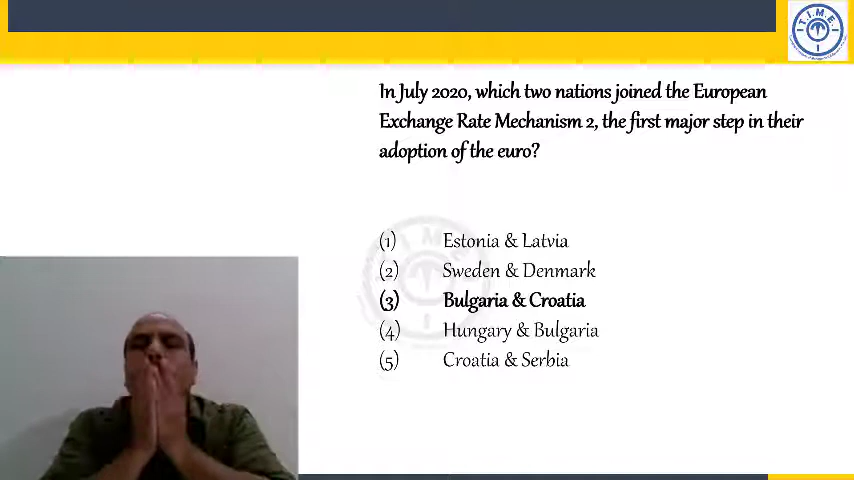 T.I.M.E.
In July 2020, which two nations joined the European
Exchange Rate Mechanism 2, the first major step in their
adoption of the euro?
(1) Estonia & Latvia
(2) Sweden & Denmark
(3) Bulgaria & Croatia
(4) Hungary & Bulgaria
(5) Croatia & Serbia